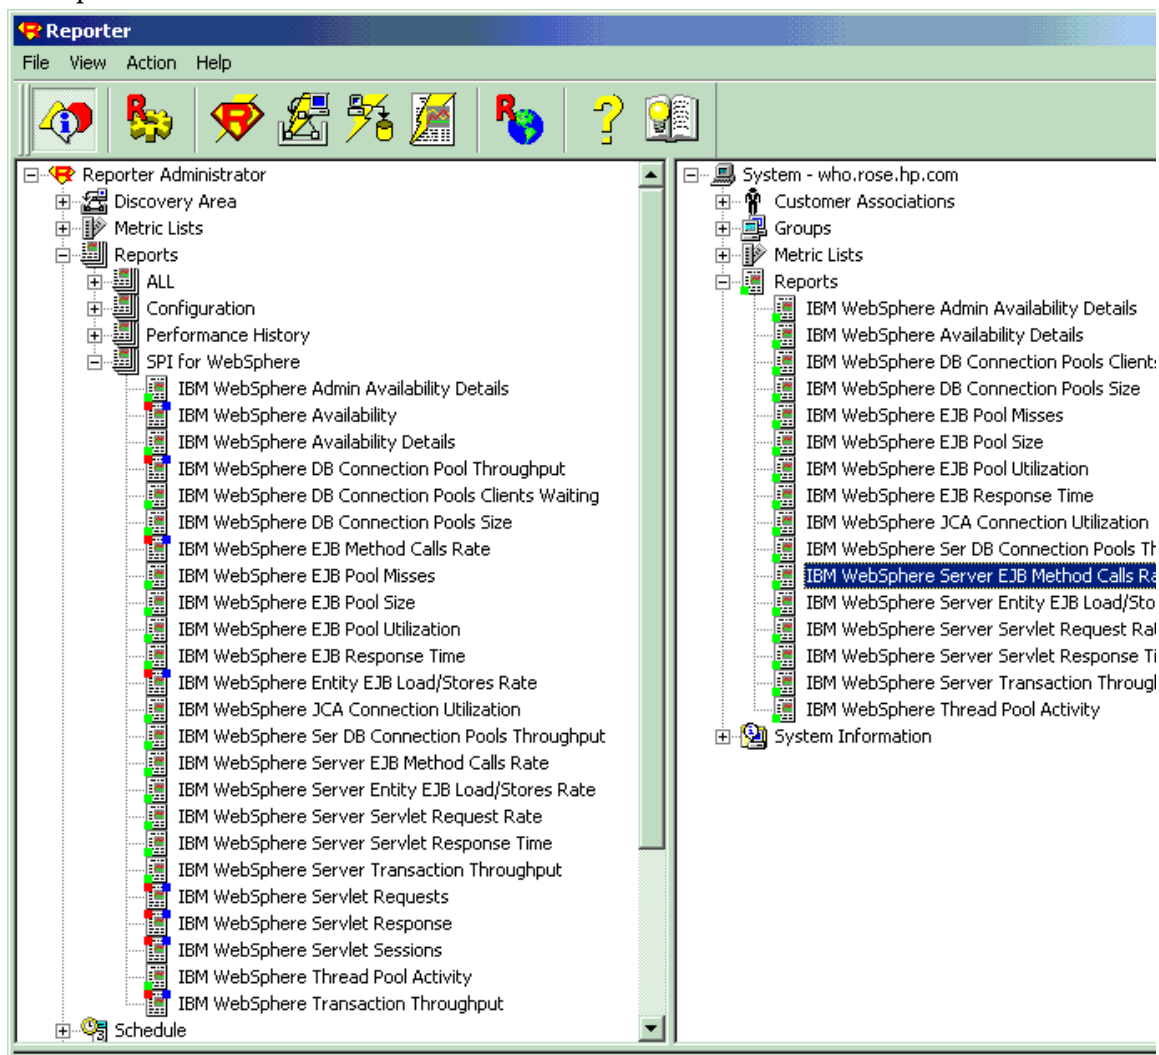 Reporter
File View Action Help
Reporter Administrator
Discovery Area
Metric Lists
Reports
ALL
Configuration
Performance History
SPI for WebSphere
IBM WebSphere Admin Availability Details
IBM WebSphere Availability
IBM WebSphere Availability Details
IBM WebSphere DB Connection Pool Throughput
IBM WebSphere DB Connection Pools Clients Waiting
IBM WebSphere DB Connection Pools Size
IBM WebSphere EJB Method Calls Rate
IBM WebSphere EJB Pool Misses
IBM WebSphere EJB Pool Size
IBM WebSphere EJB Pool Utilization
IBM WebSphere EJB Response Time
IBM WebSphere Entity EJB Load/Stores Rate
IBM WebSphere JCA Connection Utilization
IBM WebSphere Ser DB Connection Pools Throughput
IBM WebSphere Server EJB Method Calls Rate
IBM WebSphere Server Entity EJB Load/Stores Rate
IBM WebSphere Server Servlet Request Rate
IBM WebSphere Server Servlet Response Time
IBM WebSphere Server Transaction Throughput
IBM WebSphere Servlet Requests
IBM WebSphere Servlet Response
IBM WebSphere Servlet Sessions
IBM WebSphere Thread Pool Activity
IBM WebSphere Transaction Throughput
Schedule
System - who.rose.hp.com
Customer Associations
Groups
Metric Lists
Reports
IBM WebSphere Admin Availability Details
IBM WebSphere Availability Details
IBM WebSphere DB Connection Pools Clients
IBM WebSphere DB Connection Pools Size
IBM WebSphere EJB Pool Misses
IBM WebSphere EJB Pool Size
IBM WebSphere EJB Pool Utilization
IBM WebSphere EJB Response Time
IBM WebSphere JCA Connection Utilization
IBM WebSphere Ser DB Connection Pools Th
IBM WebSphere Server EJB Method Calls Ra
IBM WebSphere Server Entity EJB Load/Sto
IBM WebSphere Server Servlet Request Rat
IBM WebSphere Server Servlet Response Ti
IBM WebSphere Server Transaction Through
IBM WebSphere Thread Pool Activity
System Information